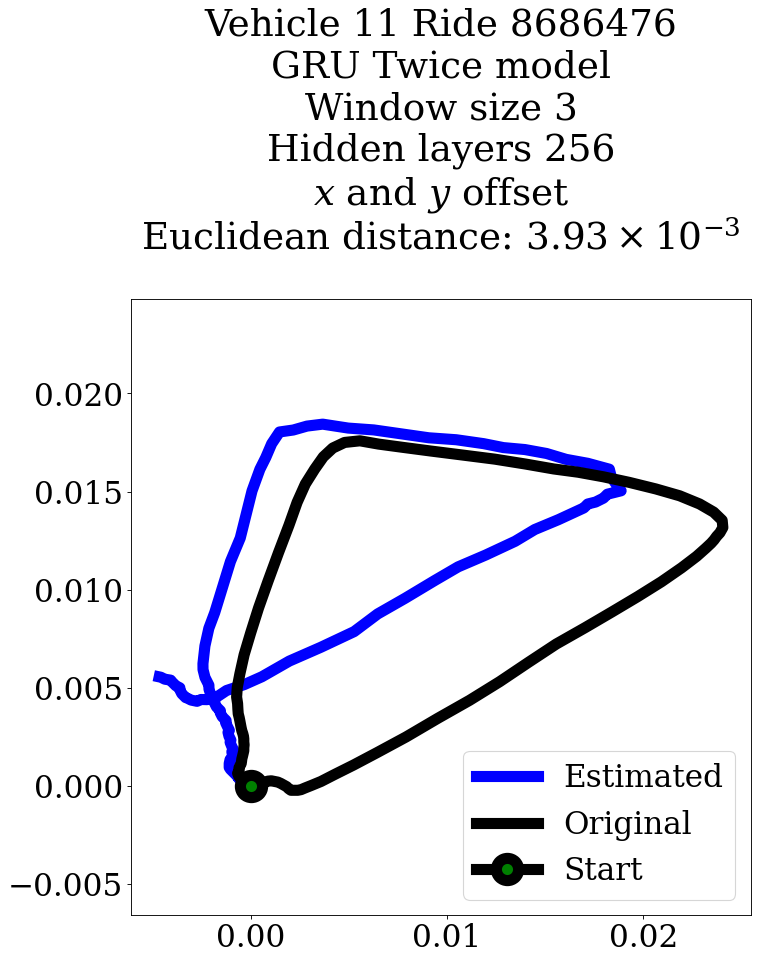 Vehicle 11 Ride 8686476
GRU Twice model
Window size 3
Hidden layers 256
x and y offset
Euclidean distance: 3.93 × 10⁻³
0.020
0.015
0.010
0.005
0.000
−0.005
Estimated
Original
Start
0.00 0.01 0.02